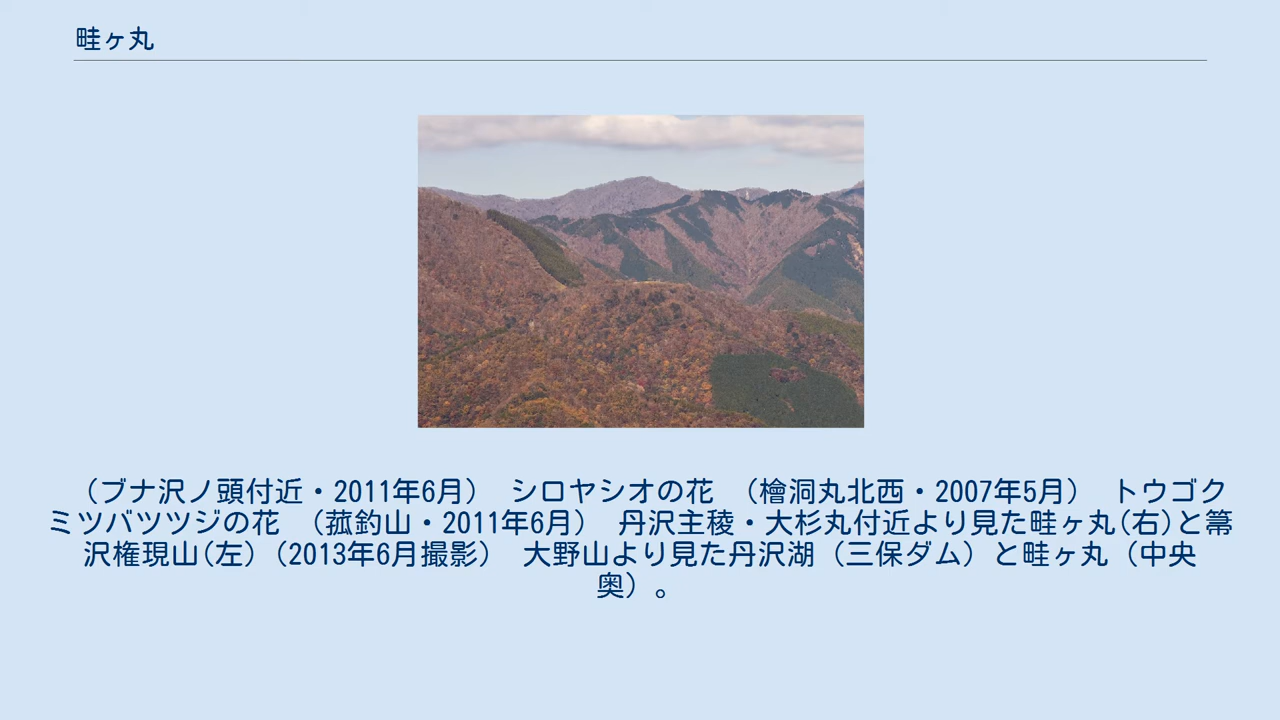 畦ヶ丸
（ブナ沢ノ頭付近・2011年6月） シロヤシオの花 （檜洞丸北西・2007年5月） トウゴク
ミツバツツジの花 （菰釣山・2011年6月） 丹沢主稜・大杉丸付近より見た畦ヶ丸(右)と箒
沢権現山(左)（2013年6月撮影） 大野山より見た丹沢湖（三保ダム）と畦ヶ丸（中央
奥）。